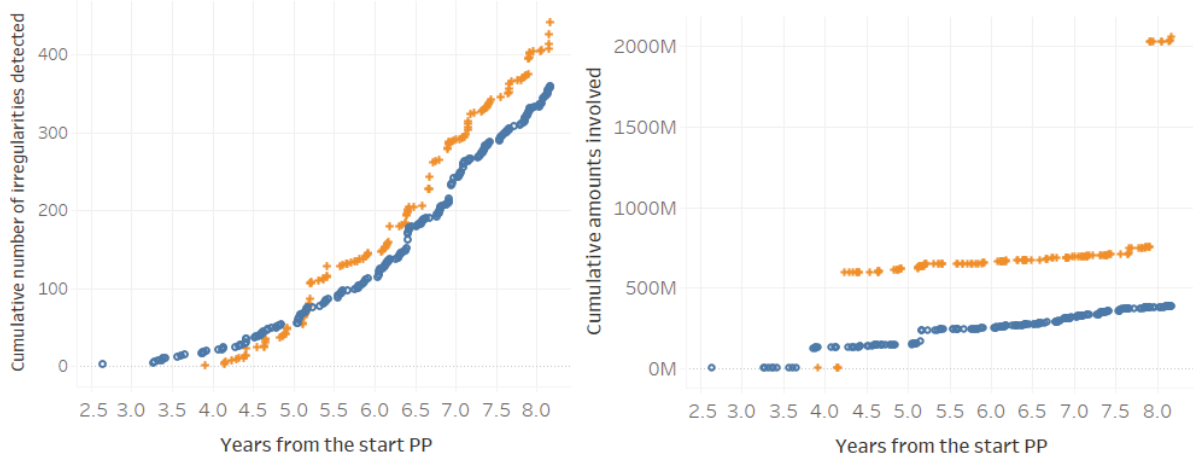 Cumulative number of irregularities detected
400
300
200
100
0
2.5 3.0 3.5 4.0 4.5 5.0 5.5 6.0 6.5 7.0 7.5 8.0
Years from the start PP
Cumulative amounts involved
2000M
1500M
1000M
500M
0M
2.5 3.0 3.5 4.0 4.5 5.0 5.5 6.0 6.5 7.0 7.5 8.0
Years from the start PP